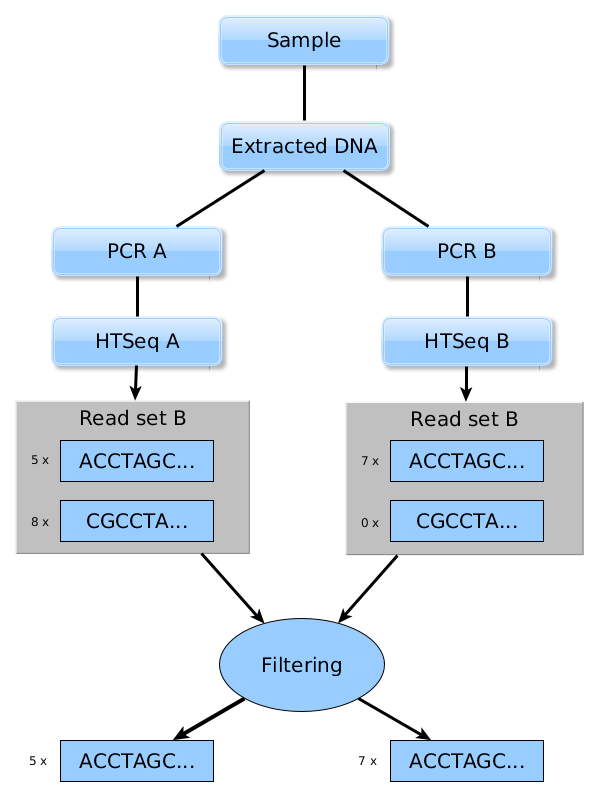 Sample
Extracted DNA
PCR A
PCR B
HTSeq A
HTSeq B
Read set B
5 x ACCTAGC...
8 x CGCCTA...
Read set B
7 x ACCTAGC...
0 x CGCCTA...
Filtering
5 x ACCTAGC...
7 x ACCTAGC...